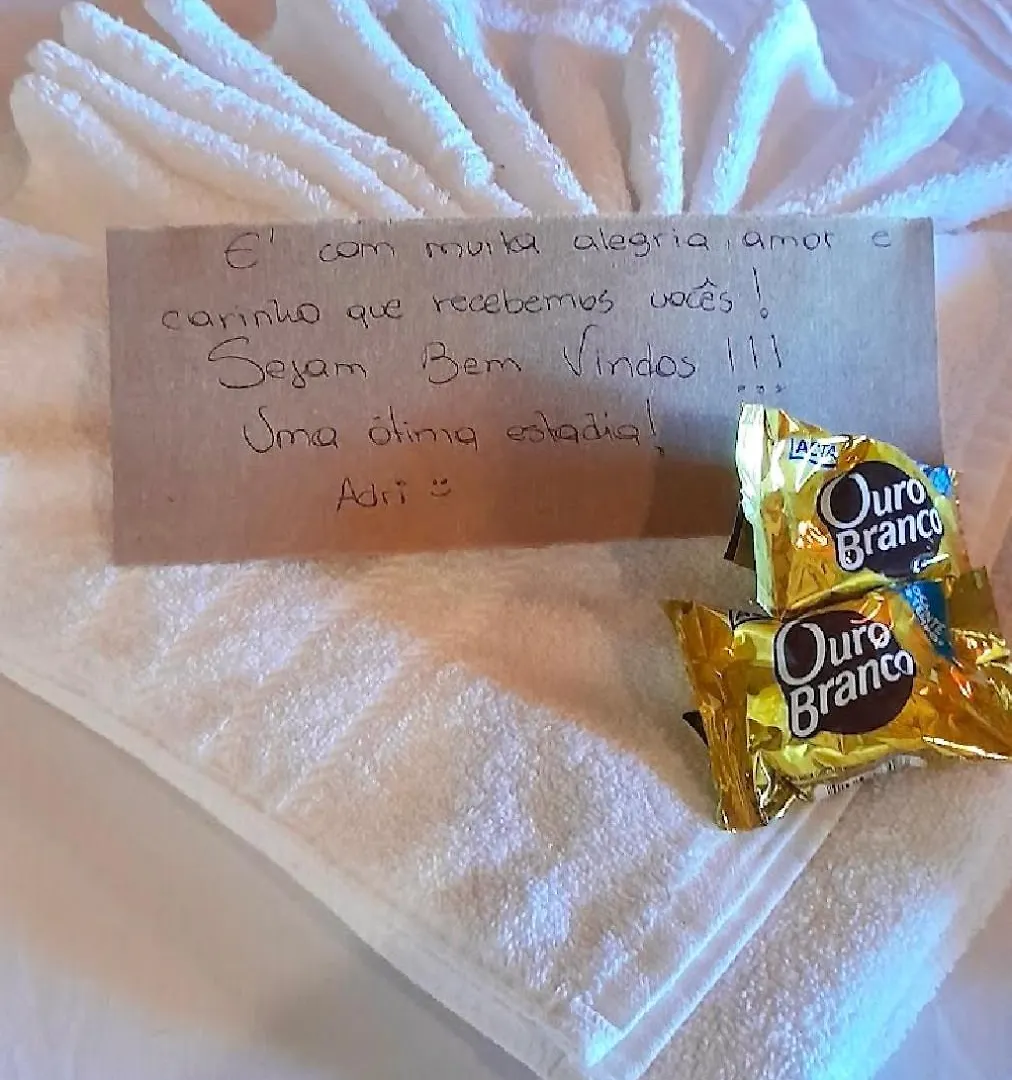 E' com muita alegria, amor e
carinho que recebemos vocês!
Sejam Bem Vindos !!!
Uma ótima estadia!
Adri :)
LACTA
Ouro
Branco
Ouro
Branco